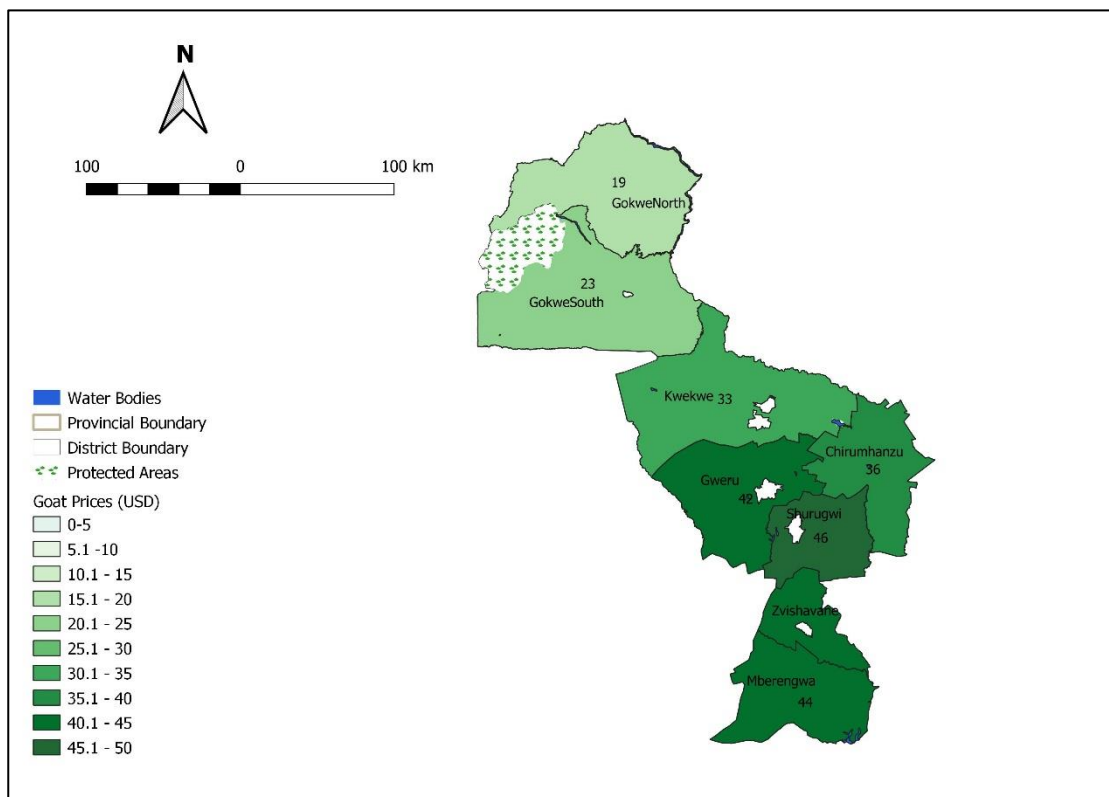 N
100 0 100 km
19
GokweNorth
23
GokweSouth
Kwekwe 33
Chirumhanzu
36
Gweru
42
Shurugwi
46
Zvishavane
Mberengwa
44
Water Bodies
Provincial Boundary
District Boundary
Protected Areas
Goat Prices (USD)
0-5
5.1 -10
10.1 - 15
15.1 - 20
20.1 - 25
25.1 - 30
30.1 - 35
35.1 - 40
40.1 - 45
45.1 - 50